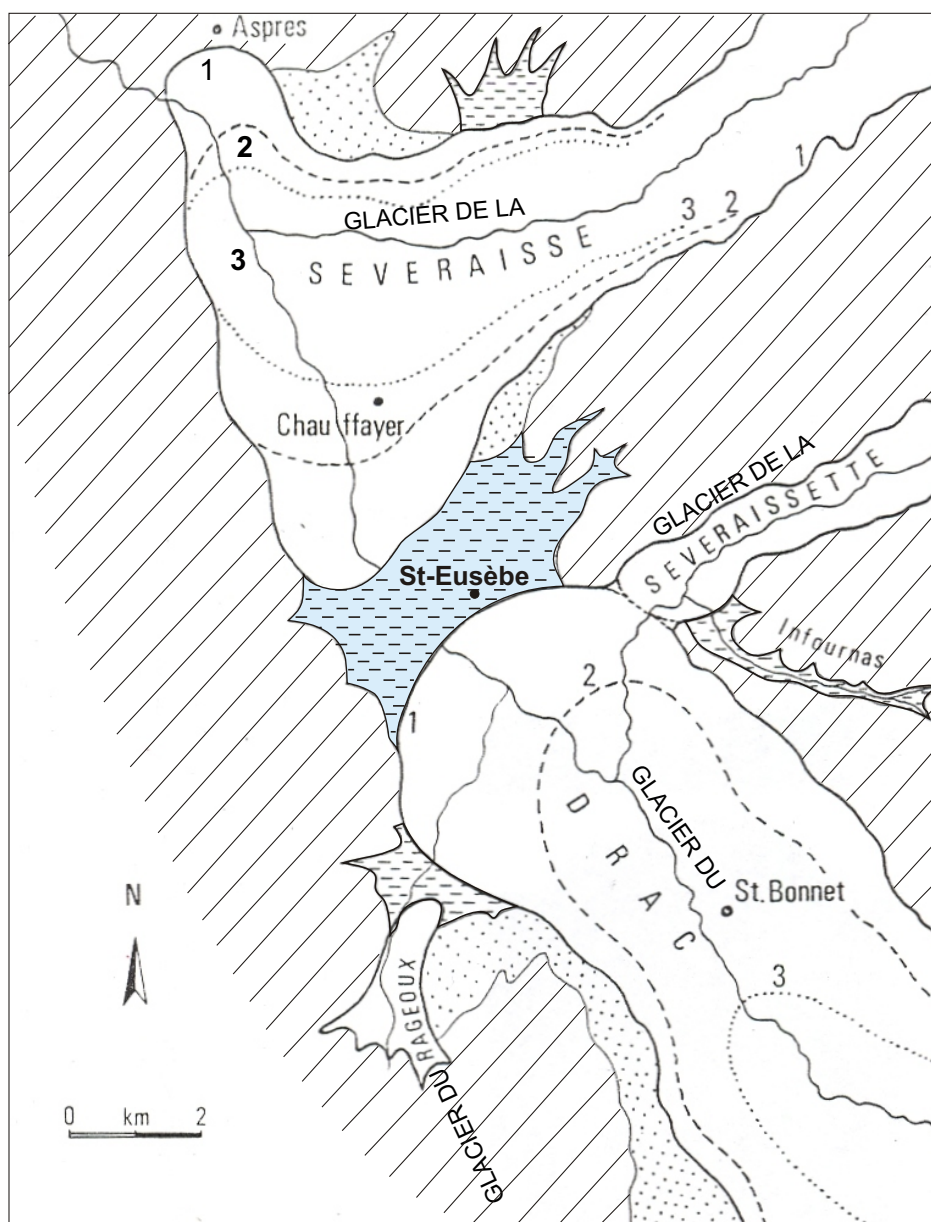 Aspres
1
2
1
GLACIER DE LA
3 2
3
SEVERAISSE
Chauffayer
GLACIER DE LA
SEVERAISSETTE
St-Eusèbe
Infournas
2
1
GLACIER DU
DRAC
St. Bonnet
N
3
RAGEOUX
GLACIER DU
0 km 2